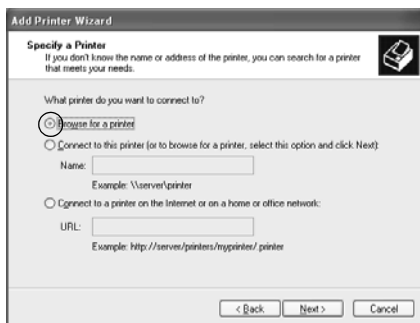 Add Printer Wizard
Specify a Printer
If you don't know the name or address of the printer, you can search for a printer
that meets your needs.
What printer do you want to connect to?
Browse for a printer
Connect to this printer (or to browse for a printer, select this option and click Next):
Name:
Example: \\server\printer
Connect to a printer on the Internet or on a home or office network:
URL:
Example: http://server/printers/myprinter/.printer
< Back
Next >
Cancel